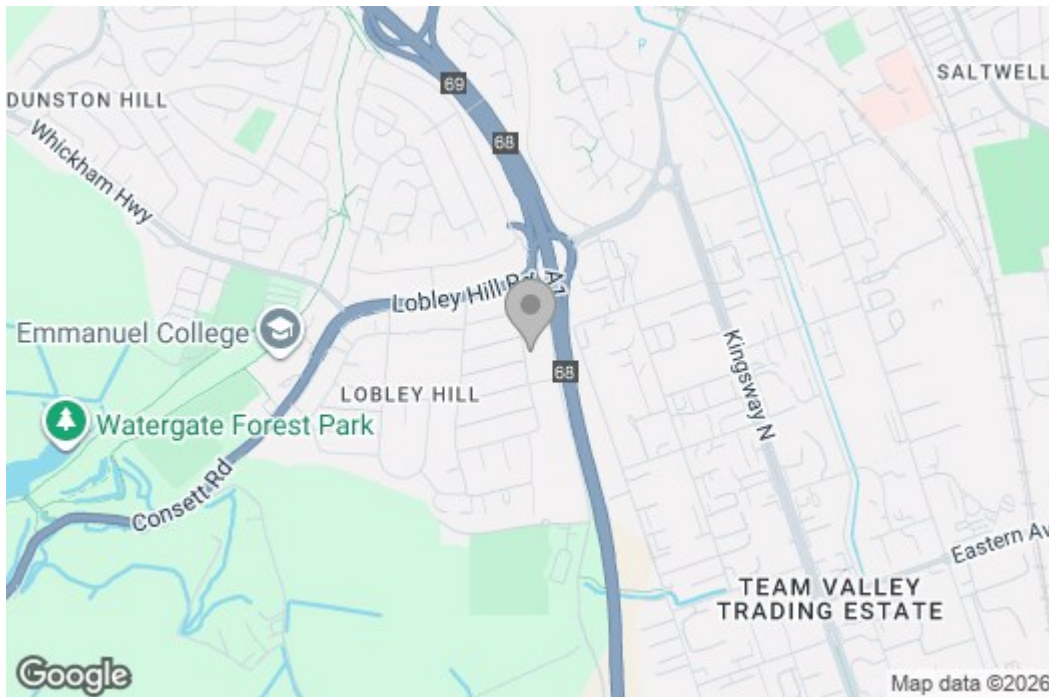 69
SALTWELL
DUNSTON HILL
68
Whickham Hwy
P
Lobley Hill Rd
A1
Emmanuel College
Kingsway N
68
LOBLEY HILL
Watergate Forest Park
Consett Rd
Eastern Av
TEAM VALLEY
TRADING ESTATE
Google
Map data ©2026